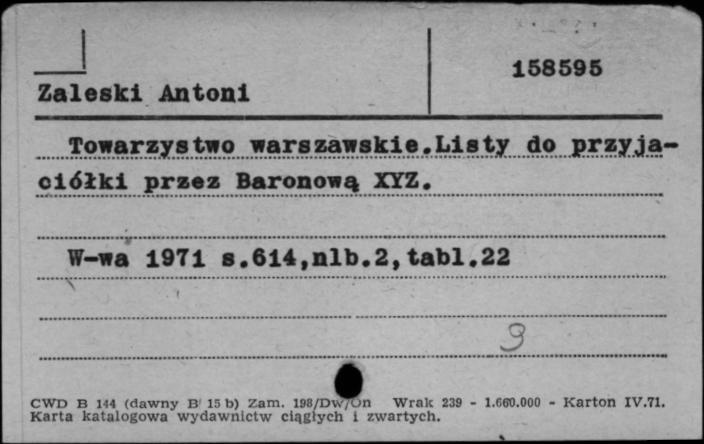 158595
Zaleski Antoni
Towarzystwo warszawskie.Listy do przyja-
ciółki przez Baronową XYZ.
W-wa 1971 s.614,nlb.2,tabl.22
3
CWD B 144 (dawny B 15 b) Zam. 198/Dw/On Wrak 239 - 1.660.000 - Karton IV.71.
Karta katalogowa wydawnictw ciągłych i zwartych.